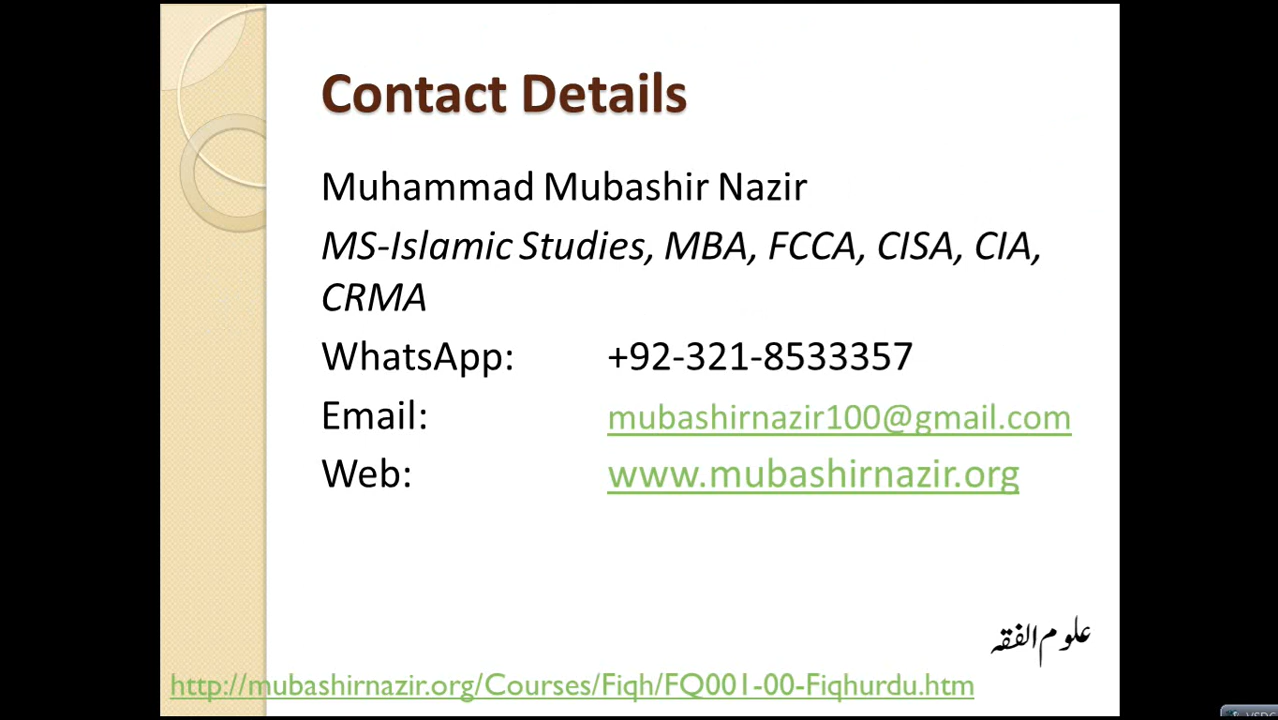 Contact Details
Muhammad Mubashir Nazir
MS-Islamic Studies, MBA, FCCA, CISA, CIA,
CRMA
WhatsApp: +92-321-8533357
Email: mubashirnazir100@gmail.com
Web: www.mubashirnazir.org
علوم الفقہ
http://mubashirnazir.org/Courses/Fiqh/FQ001-00-Fiqhurdu.htm